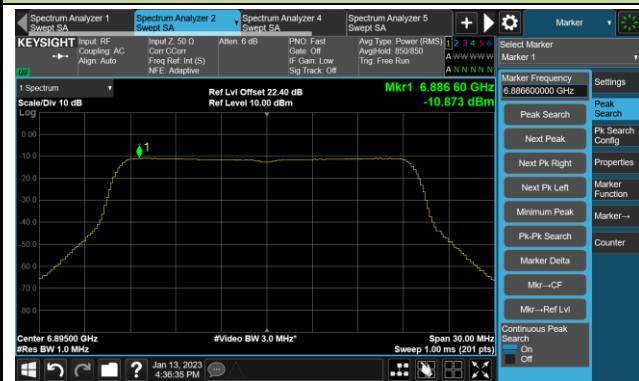 Spectrum Analyzer 1
Swept SA
Spectrum Analyzer 2
Swept SA
Spectrum Analyzer 4
Swept SA
Spectrum Analyzer 5
Swept SA
Marker
KEYSIGHT
Input: RF
Coupling: AC
Align: Auto
Input Z: 50 Ω
Corr CCorr
Freq Ref: Int (S)
NFE: Adaptive
Atten: 6 dB
PNO: Fast
Gate: Off
IF Gain: Low
Sig Track: Off
Avg Type: Power (RMS)
Avg|Hold: 850/850
Trig: Free Run
1 2 3 4 5 6
A W W W W W
A N N N N N
LXI
Select Marker
Marker 1
1 Spectrum
Scale/Div 10 dB
Log
Ref Lvl Offset 22.40 dB
Ref Level 10.00 dBm
Mkr1 6.886 60 GHz
-10.873 dBm
Marker Frequency
6.886600000 GHz
Settings
Peak Search
Next Peak
Next Pk Right
Next Pk Left
Minimum Peak
Pk-Pk Search
Marker Delta
Mkr→CF
Mkr→Ref Lvl
Continuous Peak
Search
On
Off
Peak
Search
Pk Search
Config
Properties
Marker
Function
Marker→
Counter
0.00
-10.0
-20.0
-30.0
-40.0
-50.0
-60.0
-70.0
-80.0
1
Center 6.89500 GHz
#Res BW 1.0 MHz
#Video BW 3.0 MHz*
Span 30.00 MHz
Sweep 1.00 ms (201 pts)
?
Jan 13, 2023
4:36:35 PM